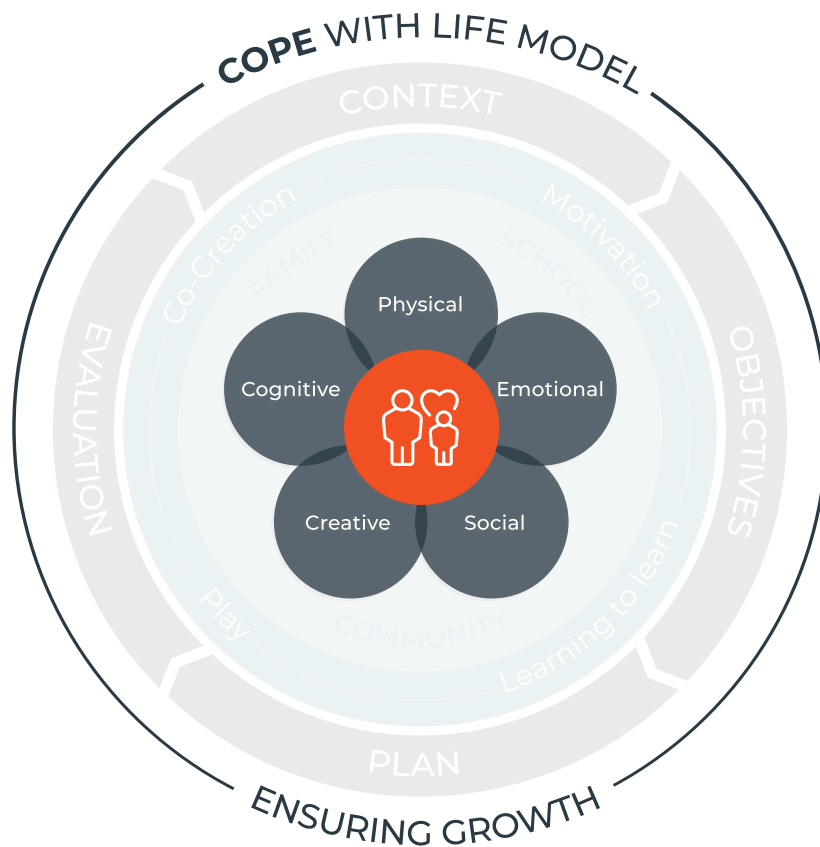 COPE WITH LIFE MODEL
CONTEXT
Co-Creation
Motivation
FAMILY
SCHOOL
Physical
EVALUATION
OBJECTIVES
Cognitive
Emotional
Creative
Social
Play
Learning to learn
COMMUNITY
PLAN
ENSURING GROWTH